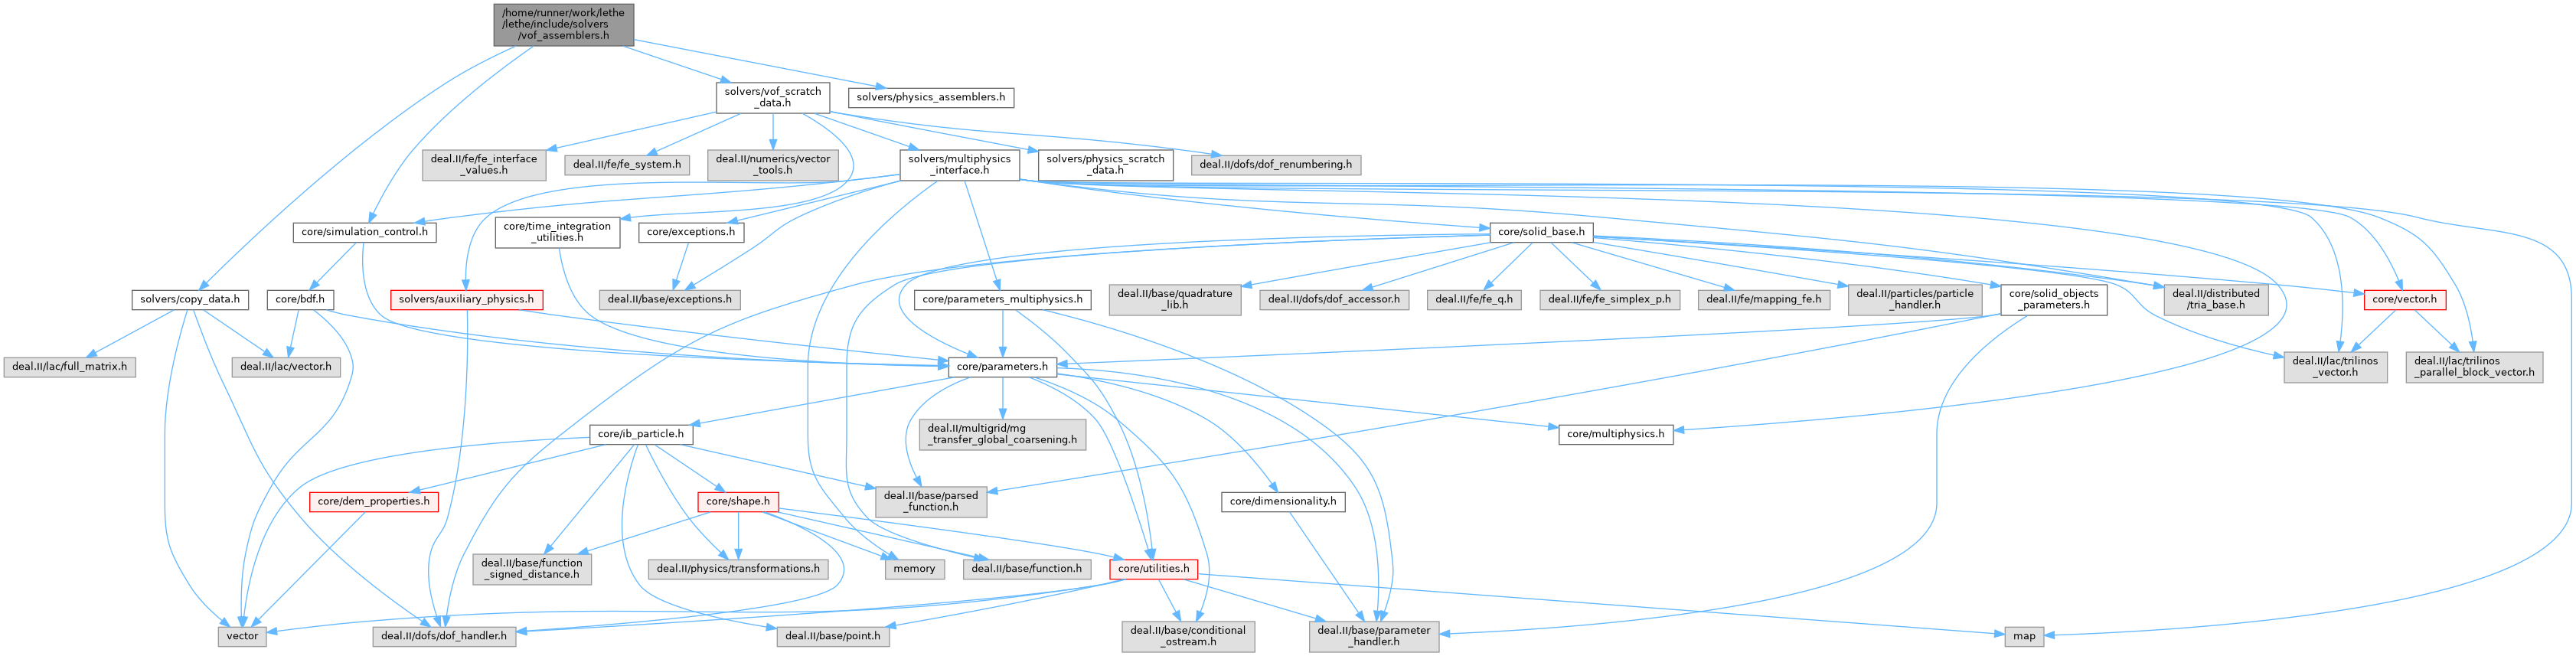 /home/runner/work/lethe
/lethe/include/solvers
/vof_assemblers.h
solvers/vof_scratch
_data.h
solvers/physics_assemblers.h
deal.II/fe/fe_interface
_values.h
deal.II/fe/fe_system.h
deal.II/numerics/vector
_tools.h
solvers/multiphysics
_interface.h
solvers/physics_scratch
_data.h
deal.II/dofs/dof_renumbering.h
core/simulation_control.h
core/time_integration
_utilities.h
core/exceptions.h
core/solid_base.h
solvers/copy_data.h
core/bdf.h
solvers/auxiliary_physics.h
deal.II/base/exceptions.h
core/parameters_multiphysics.h
deal.II/base/quadrature
_lib.h
deal.II/dofs/dof_accessor.h
deal.II/fe/fe_q.h
deal.II/fe/fe_simplex_p.h
deal.II/fe/mapping_fe.h
deal.II/particles/particle
_handler.h
core/solid_objects
_parameters.h
deal.II/distributed
/tria_base.h
core/vector.h
deal.II/lac/full_matrix.h
deal.II/lac/vector.h
core/parameters.h
deal.II/lac/trilinos
_vector.h
deal.II/lac/trilinos
_parallel_block_vector.h
core/ib_particle.h
deal.II/multigrid/mg
_transfer_global_coarsening.h
core/multiphysics.h
core/dem_properties.h
core/shape.h
deal.II/base/parsed
_function.h
core/dimensionality.h
deal.II/base/function
_signed_distance.h
deal.II/physics/transformations.h
memory
deal.II/base/function.h
core/utilities.h
vector
deal.II/dofs/dof_handler.h
deal.II/base/point.h
deal.II/base/conditional
_ostream.h
deal.II/base/parameter
_handler.h
map